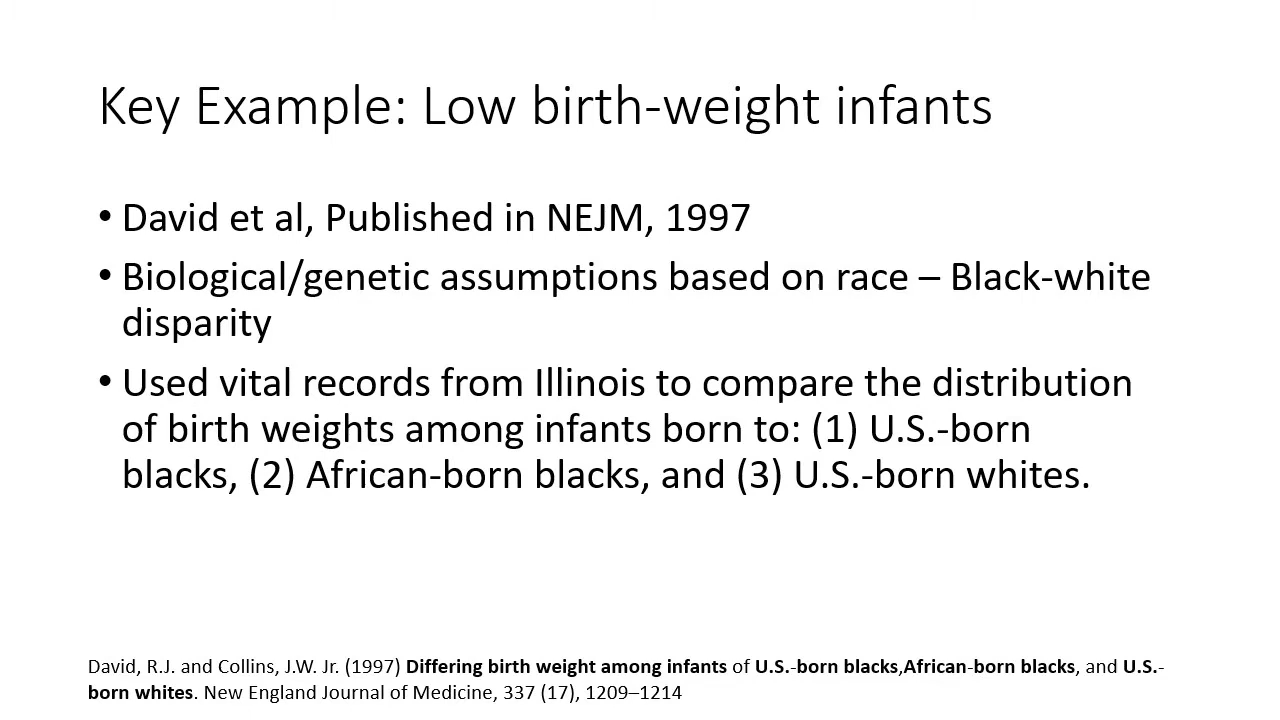 Key Example: Low birth-weight infants
• David et al, Published in NEJM, 1997
• Biological/genetic assumptions based on race – Black-white
disparity
• Used vital records from Illinois to compare the distribution
of birth weights among infants born to: (1) U.S.-born
blacks, (2) African-born blacks, and (3) U.S.-born whites.
David, R.J. and Collins, J.W. Jr. (1997) Differing birth weight among infants of U.S.-born blacks,African-born blacks, and U.S.-
born whites. New England Journal of Medicine, 337 (17), 1209–1214